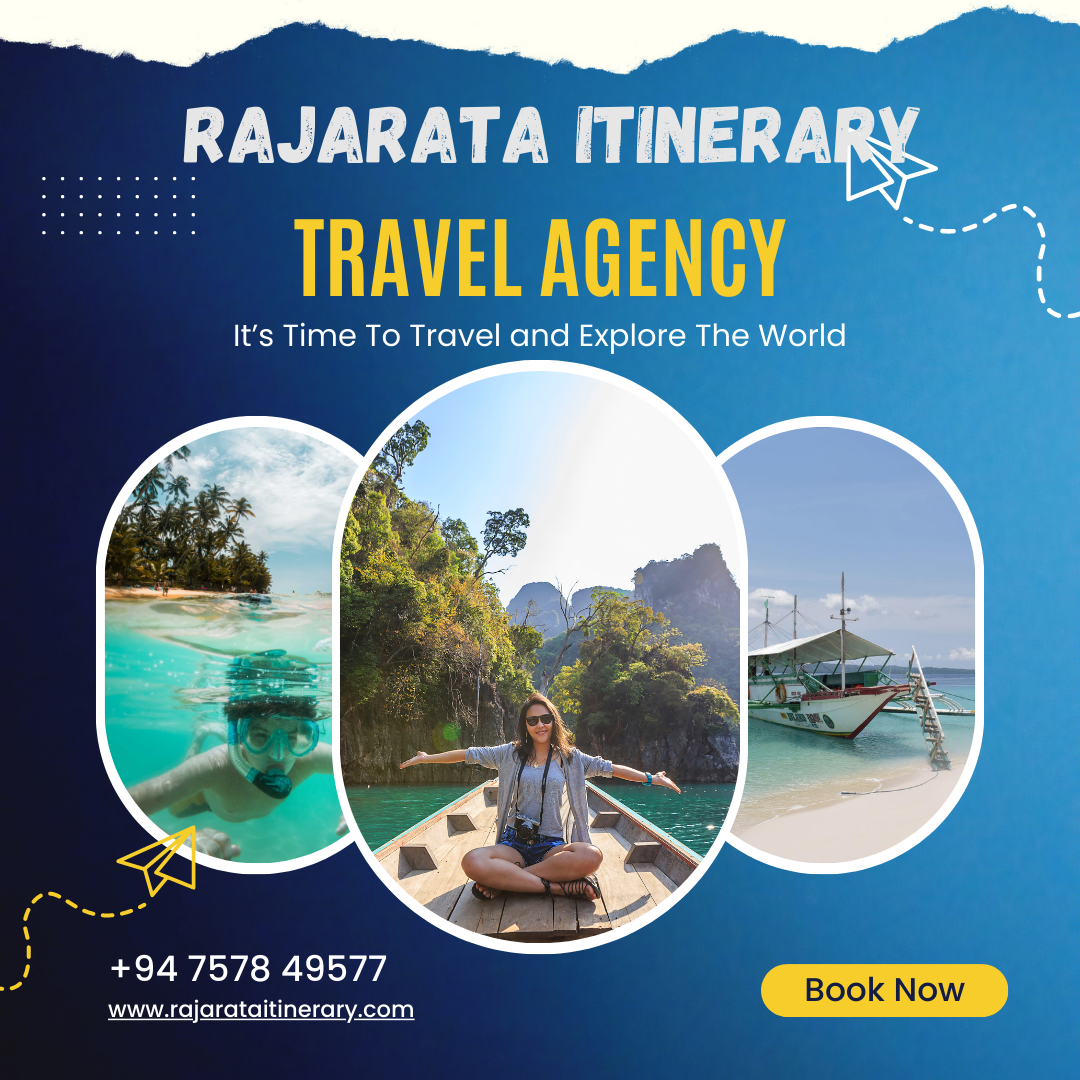 RAJARATA ITINERARY
TRAVEL AGENCY
It’s Time To Travel and Explore The World
+94 7578 49577
www.rajarataitinerary.com
Book Now